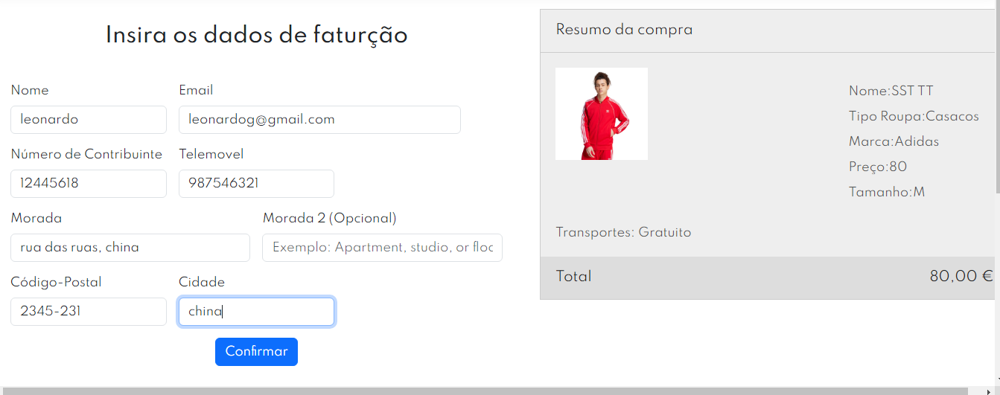 Insira os dados de faturção
Nome
Email
leonardo
leonardog@gmail.com
Número de Contribuinte
Telemovel
12445618
987546321
Morada
Morada 2 (Opcional)
rua das ruas, china
Exemplo: Apartment, studio, or floo
Código-Postal
Cidade
2345-231
china
Confirmar
Resumo da compra
Nome:SST TT
Tipo Roupa:Casacos
Marca:Adidas
Preço:80
Tamanho:M
Transportes: Gratuito
Total
80,00 €